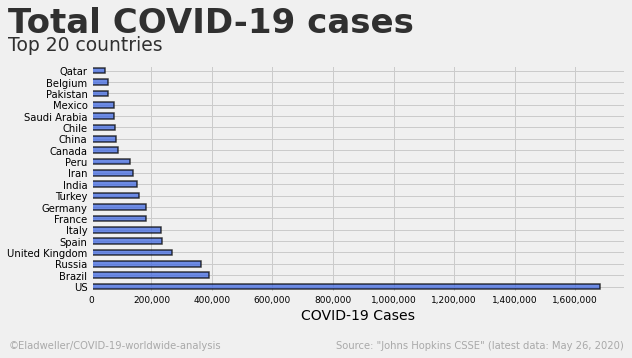 Total COVID-19 cases
Top 20 countries
Qatar
Belgium
Pakistan
Mexico
Saudi Arabia
Chile
China
Canada
Peru
Iran
India
Turkey
Germany
France
Italy
Spain
United Kingdom
Russia
Brazil
US
0 200,000 400,000 600,000 800,000 1,000,000 1,200,000 1,400,000 1,600,000
COVID-19 Cases
©Eladweller/COVID-19-worldwide-analysis Source: "Johns Hopkins CSSE" (latest data: May 26, 2020)